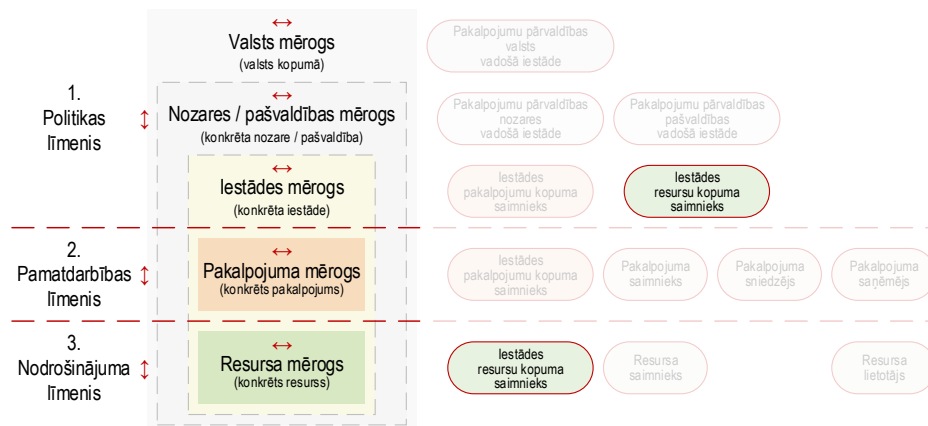 1.
Politikas
līmenis
↔
Valsts mērogs
(valsts kopumā)
Pakalpojumu pārvaldības
valsts
vadošā iestāde
↔
Nozares / pašvaldības mērogs
(konkrēta nozare / pašvaldība)
Pakalpojumu pārvaldības
nozares
vadošā iestāde
Pakalpojumu pārvaldības
pašvaldības
vadošā iestāde
↕
↔
Iestādes mērogs
(konkrēta iestāde)
Iestādes
pakalpojumu kopuma
saimnieks
Iestādes
resursu kopuma
saimnieks
2.
Pamatdarbības
līmenis
↕
↔
Pakalpojuma mērogs
(konkrēts pakalpojums)
Iestādes
pakalpojumu kopuma
saimnieks
Pakalpojuma
saimnieks
Pakalpojuma
sniedzējs
Pakalpojuma
saņēmējs
3.
Nodrošinājuma
līmenis
↕
↔
Resursa mērogs
(konkrēts resurss)
Iestādes
resursu kopuma
saimnieks
Resursa
saimnieks
Resursa
lietotājs